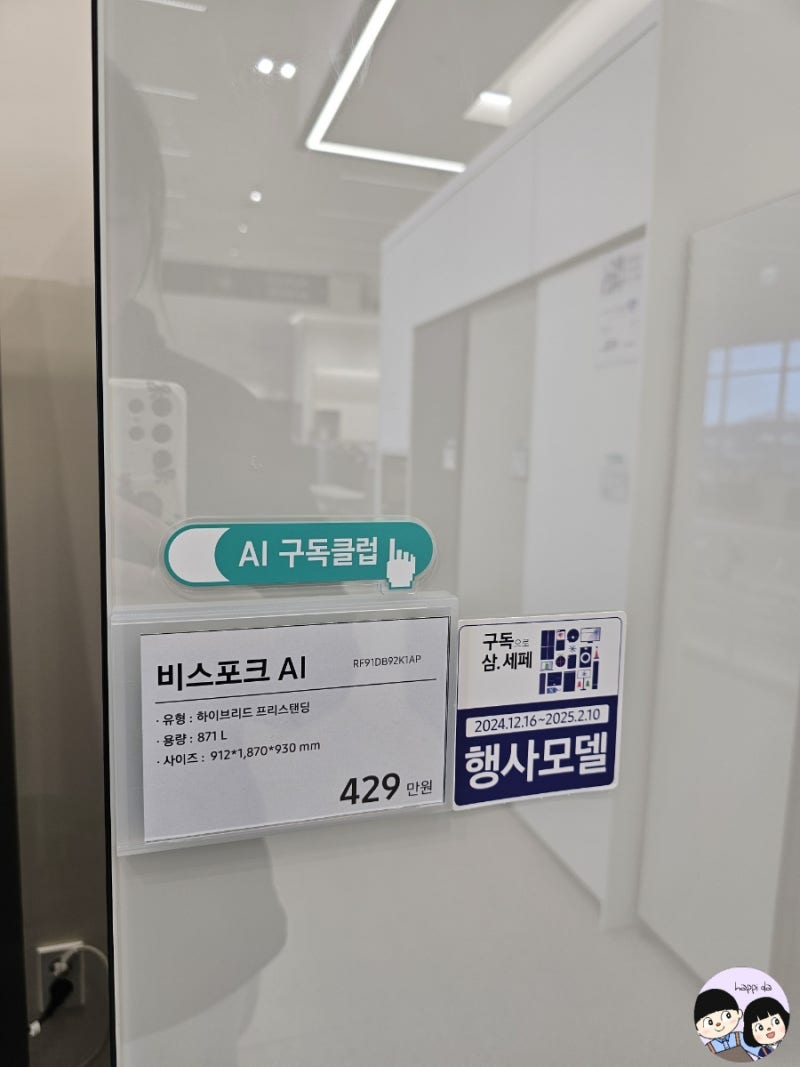 AI 구독클럽
비스포크 AI
RF91DB92K1AP
· 유형 : 하이브리드 프리스탠딩
· 용량 : 871 L
· 사이즈 : 912*1,870*930 mm
429 만원
구독으로
삼.세페
2024.12.16~2025.2.10
행사모델
happi da